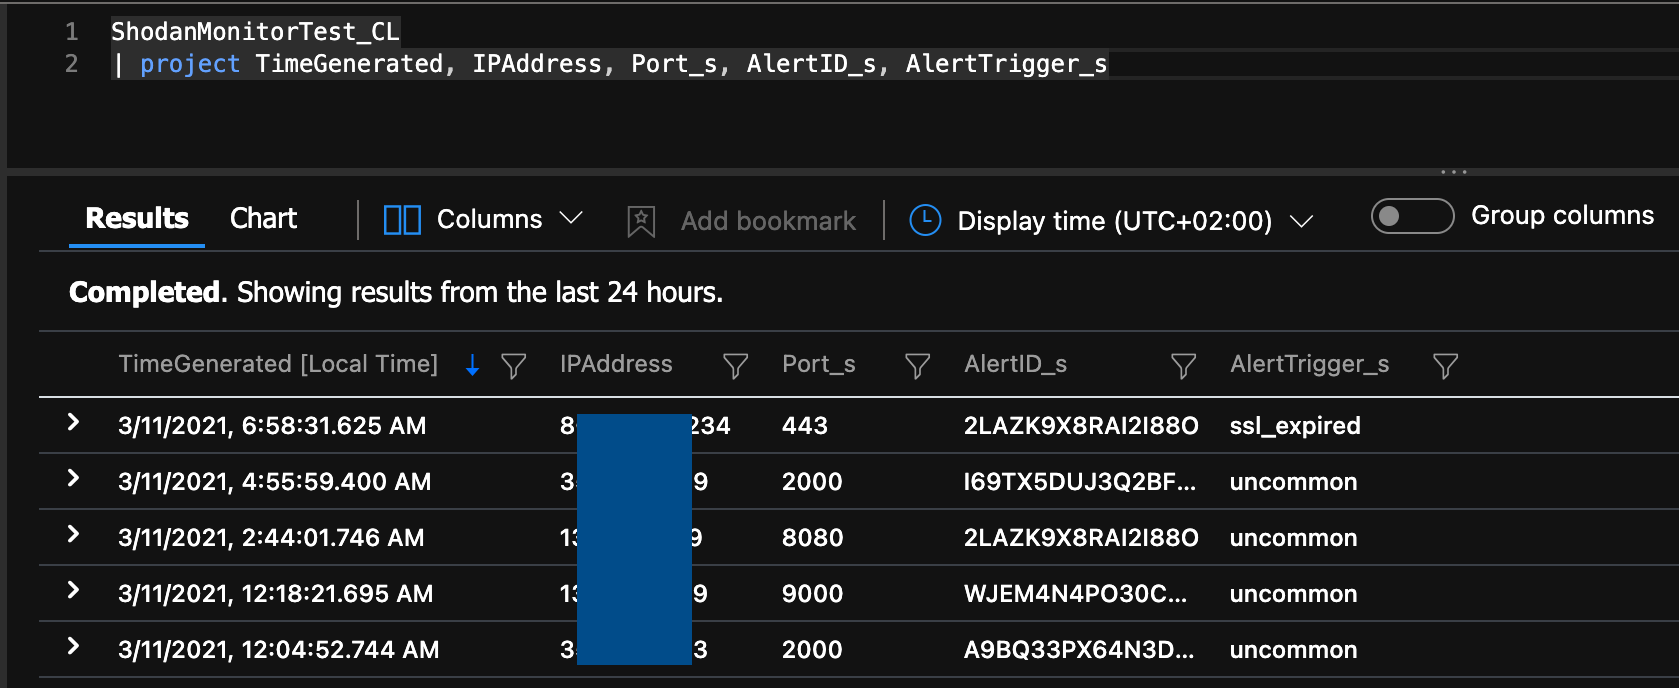 1 ShodanMonitorTest_CL
2 | project TimeGenerated, IPAddress, Port_s, AlertID_s, AlertTrigger_s
Results Chart Columns Add bookmark Display time (UTC+02:00) Group columns
Completed. Showing results from the last 24 hours.
TimeGenerated [Local Time] IPAddress Port_s AlertID_s AlertTrigger_s
3/11/2021, 6:58:31.625 AM 8 234 443 2LAZK9X8RAI2I88O ssl_expired
3/11/2021, 4:55:59.400 AM 3 9 2000 I69TX5DUJ3Q2BF... uncommon
3/11/2021, 2:44:01.746 AM 13 9 8080 2LAZK9X8RAI2I88O uncommon
3/11/2021, 12:18:21.695 AM 13 9 9000 WJEM4N4PO30C... uncommon
3/11/2021, 12:04:52.744 AM 3 3 2000 A9BQ33PX64N3D... uncommon